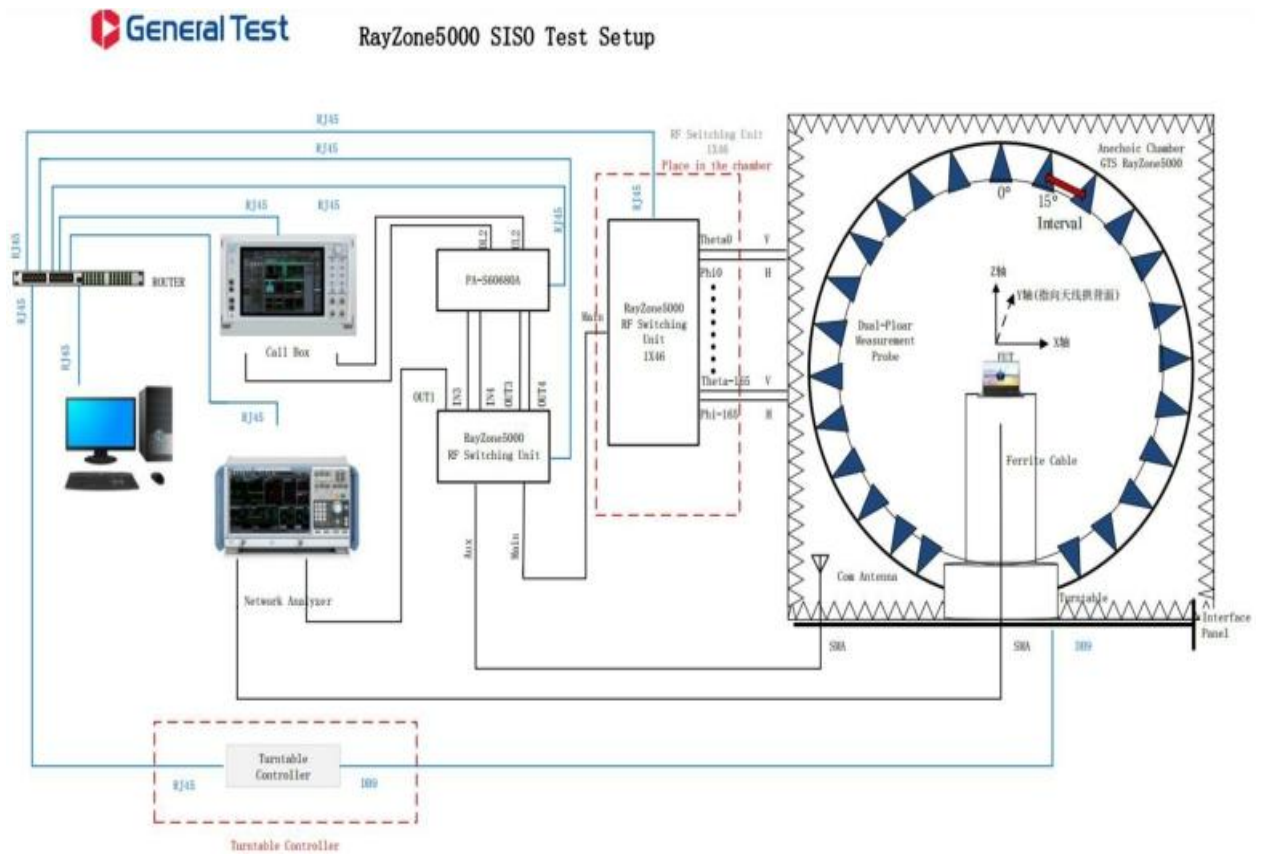 General Test
RayZone5000 SISO Test Setup
RJ45
RJ45
RF Switching Unit
1X46
Place in the chamber
Anechoic Chamber
GTS RayZone5000
0°
15°
Interval
RJ45
RJ45
RJ45
RJ45
RJ45
UL2
ROUTER
PA-S60680A
Theta0
V
Phi0
H
RJ45
Z轴
Y轴(指向天线拱背面)
X轴
EUT
Main
RayZone5000
RF Switching
Unit
1X46
Dual-Ploar
Measurement
Probe
Call Box
RJ45
OUT1
IN3
IN4
OUT3
OUT4
Theta-165
V
Phi-165
H
RJ45
RayZone5000
RF Switching Unit
Ferrite Cable
Aux
Main
Network Analyzer
Com Antenna
Turntable
Interface
Panel
SMA
SMA
DB9
Turntable
Controller
RJ45
DB9
Turntable Controller